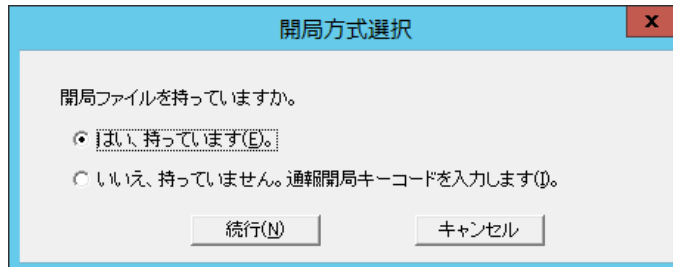 開局方式選択
x
開局ファイルを持っていますか。
はい、持っています(E)。
いいえ、持っていません。通報開局キーコードを入力します(I)。
続行(N) キャンセル